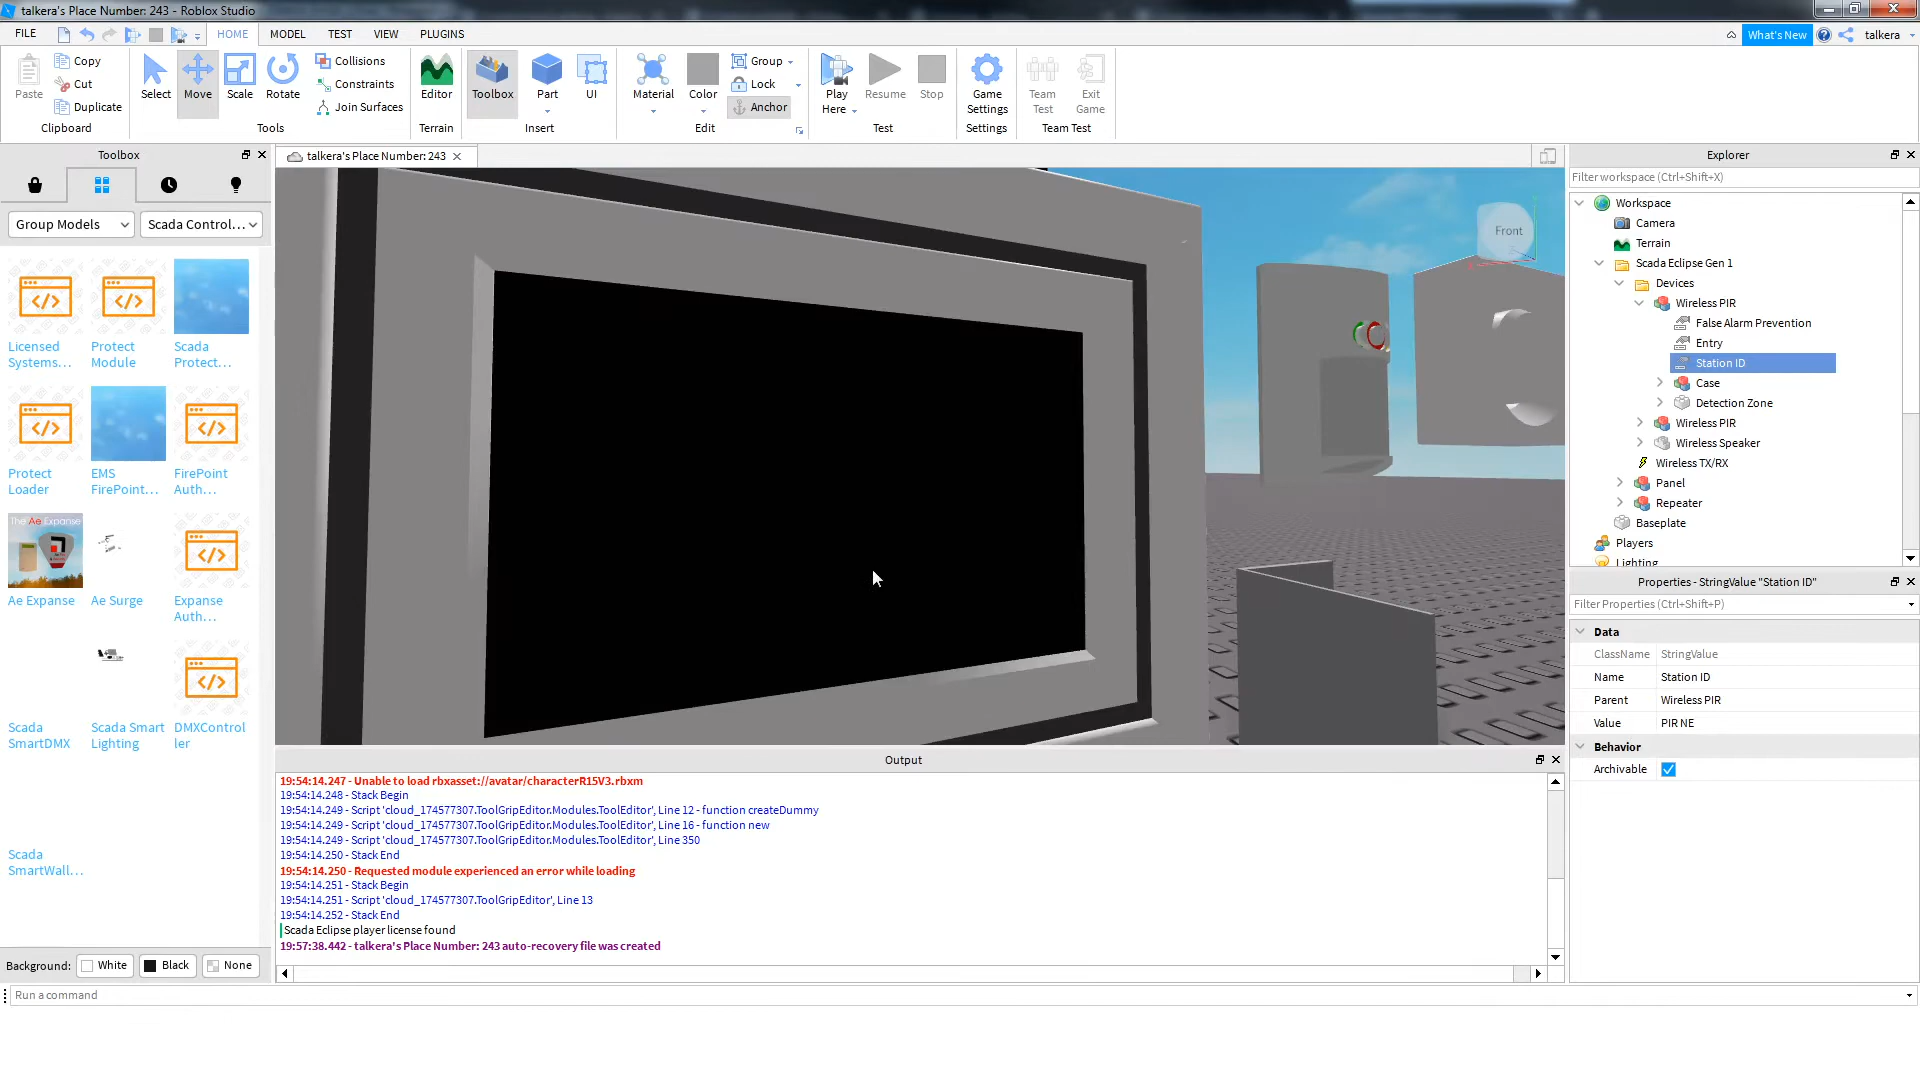 talkera's Place Number: 243 - Roblox Studio
FILE
HOME
MODEL
TEST
VIEW
PLUGINS
What's New
talkera
Paste
Copy
Cut
Duplicate
Clipboard
Select
Move
Scale
Rotate
Collisions
Constraints
Join Surfaces
Tools
Editor
Terrain
Toolbox
Part
UI
Insert
Material
Color
Group
Lock
Anchor
Edit
Play
Here
Resume
Stop
Test
Game
Settings
Settings
Team
Test
Exit
Game
Team Test
Toolbox
Group Models
Scada Control...
Licensed
Systems...
Protect
Module
Scada
Protect...
Protect
Loader
EMS
FirePoint...
FirePoint
Auth...
The Ae Expanse
Ae Expanse
Ae Surge
Expanse
Auth...
Scada
SmartDMX
Scada Smart
Lighting
DMXControl
ler
Scada
SmartWall...
Background:
White
Black
None
talkera's Place Number: 243
Front
Output
19:54:14.247 - Unable to load rbxasset://avatar/characterR15V3.rbxm
19:54:14.248 - Stack Begin
19:54:14.249 - Script 'cloud_174577307.ToolGripEditor.Modules.ToolEditor', Line 12 - function createDummy
19:54:14.249 - Script 'cloud_174577307.ToolGripEditor.Modules.ToolEditor', Line 16 - function new
19:54:14.249 - Script 'cloud_174577307.ToolGripEditor.Modules.ToolEditor', Line 350
19:54:14.250 - Stack End
19:54:14.250 - Requested module experienced an error while loading
19:54:14.251 - Stack Begin
19:54:14.251 - Script 'cloud_174577307.ToolGripEditor', Line 13
19:54:14.252 - Stack End
Scada Eclipse player license found
19:57:38.442 - talkera's Place Number: 243 auto-recovery file was created
Explorer
Filter workspace (Ctrl+Shift+X)
Workspace
Camera
Terrain
Scada Eclipse Gen 1
Devices
Wireless PIR
False Alarm Prevention
Entry
Station ID
Case
Detection Zone
Wireless PIR
Wireless Speaker
Wireless TX/RX
Panel
Repeater
Baseplate
Players
Lighting
Properties - StringValue "Station ID"
Filter Properties (Ctrl+Shift+P)
Data
ClassName StringValue
Name Station ID
Parent Wireless PIR
Value PIR NE
Behavior
Archivable
Run a command